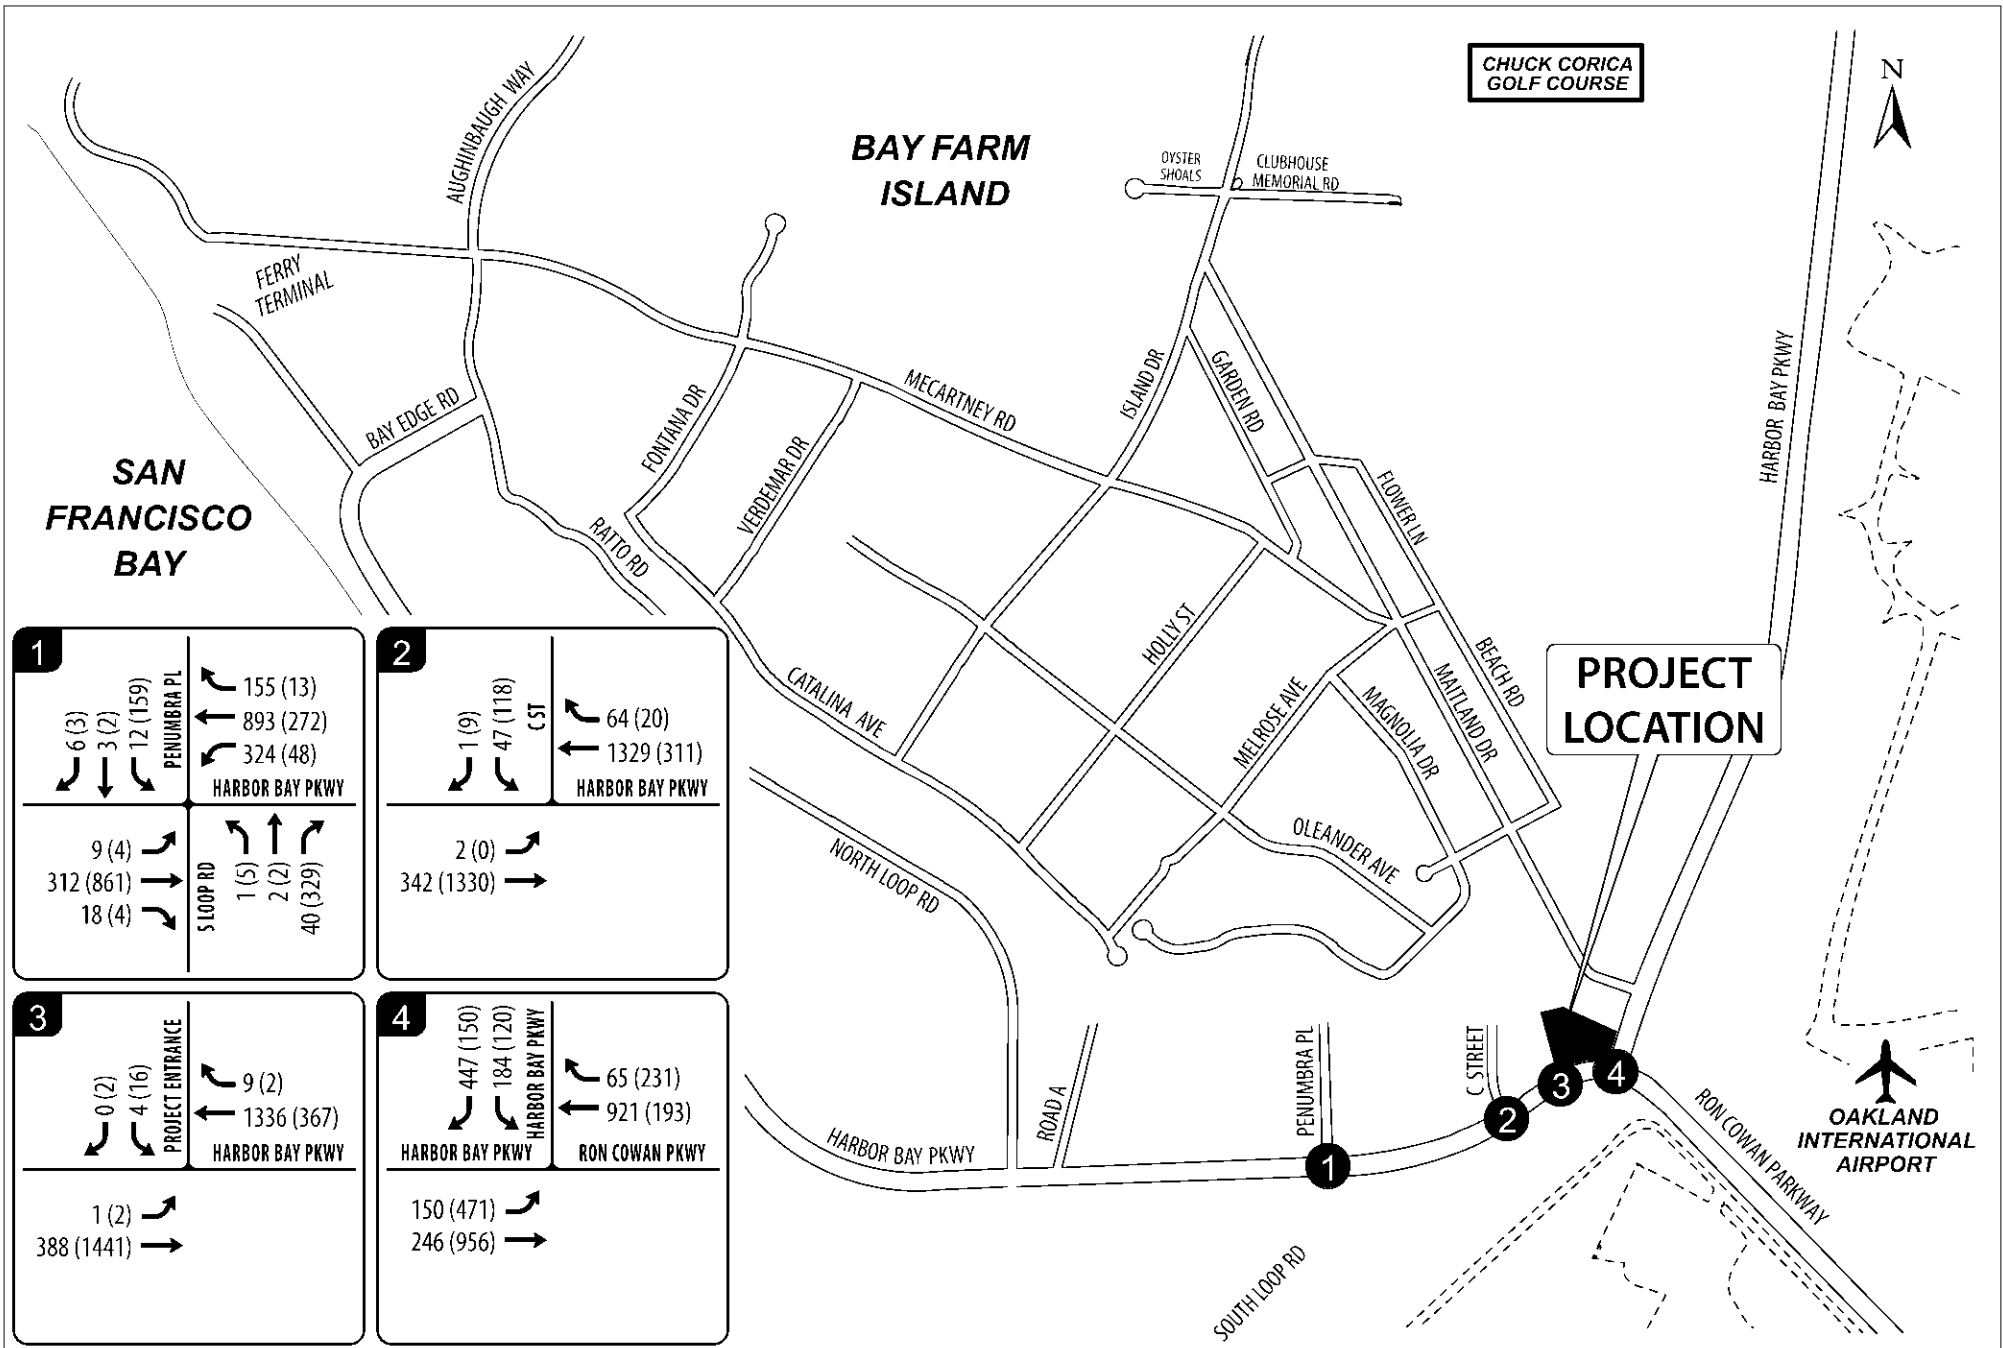 CHUCK CORICA
GOLF COURSE
N
AUGHINBAUGH WAY
BAY FARM
ISLAND
OYSTER
SHOALS
CLUBHOUSE
MEMORIAL RD
FERRY
TERMINAL
HARBOR BAY PKWY
ISLAND DR
GARDEN RD
MECARTNEY RD
BAY EDGE RD
FONTANA DR
VERDEMAR DR
SAN
FRANCISCO
BAY
FLOWER LN
RATTO RD
HOLLY ST
BEACH RD
CATALINA AVE
MELROSE AVE
MAITLAND DR
MAGNOLIA DR
PROJECT
LOCATION
OLEANDER AVE
NORTH LOOP RD
PENUMBRA PL
C STREET
ROAD A
HARBOR BAY PKWY
1
2
3
4
RON COWAN PARKWAY
OAKLAND
INTERNATIONAL
AIRPORT
SOUTH LOOP RD
1
6 (3)
3 (2)
12 (159)
PENUMBRA PL
155 (13)
893 (272)
324 (48)
HARBOR BAY PKWY
9 (4)
312 (861)
18 (4)
S LOOP RD
1 (5)
2 (2)
40 (329)
2
1 (9)
47 (118)
C ST
64 (20)
1329 (311)
HARBOR BAY PKWY
2 (0)
342 (1330)
3
0 (2)
4 (16)
PROJECT ENTRANCE
9 (2)
1336 (367)
HARBOR BAY PKWY
1 (2)
388 (1441)
4
447 (150)
184 (120)
HARBOR BAY PKWY
65 (231)
921 (193)
HARBOR BAY PKWY
RON COWAN PKWY
150 (471)
246 (956)